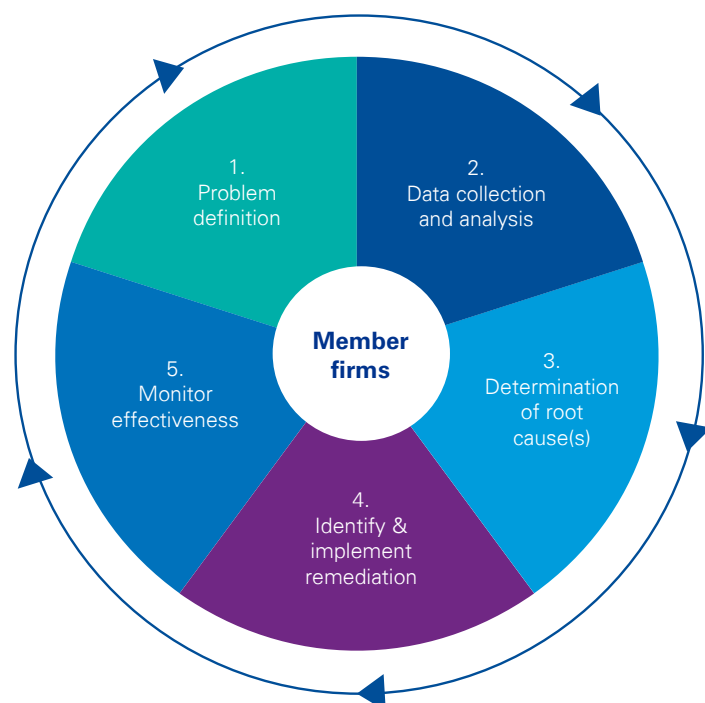 1.
Problem
definition
2.
Data collection
and analysis
3.
Determination
of root
cause(s)
4.
Identify &
implement
remediation
5.
Monitor
effectiveness
Member
firms